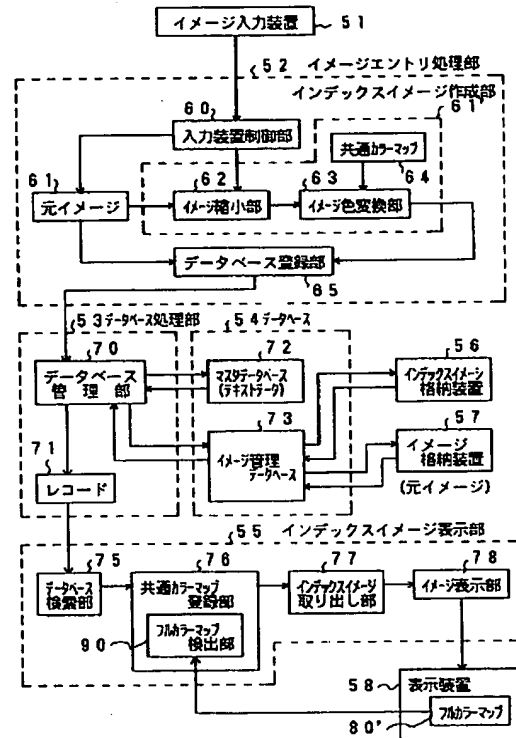 イメージ入力装置
51
52
イメージエントリ処理部
インデックスイメージ作成部
60
61'
入力装置制御部
共通カラーマップ
64
61
62
63
元イメージ
イメージ縮小部
イメージ色変換部
データベース登録部
65
53データベース処理部
54データベース
70
72
56
データベース
管理部
マスタデータベース
(テキストデータ)
インデックスイメージ
格納装置
73
57
イメージ管理
データベース
イメージ
格納装置
(元イメージ)
71
レコード
55
インデックスイメージ表示部
75
76
77
78
データベース
検索部
共通カラーマップ
登録部
インデックスイメージ
取り出し部
イメージ表示部
90
フルカラーマップ
検出部
58
表示装置
フルカラーマップ
80'